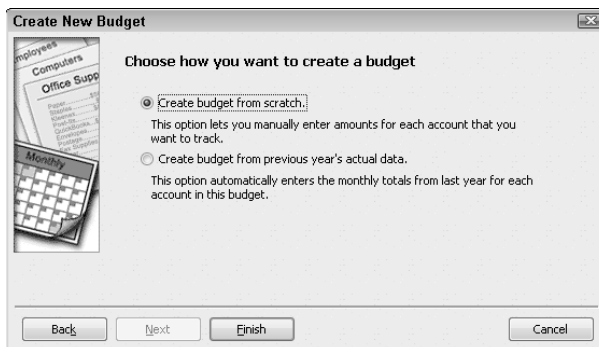 Create New Budget
Employees
Computers
Office Supp
Monthly
Choose how you want to create a budget
Create budget from scratch.
This option lets you manually enter amounts for each account that you
want to track.
Create budget from previous year's actual data.
This option automatically enters the monthly totals from last year for each
account in this budget.
Back
Next
Finish
Cancel